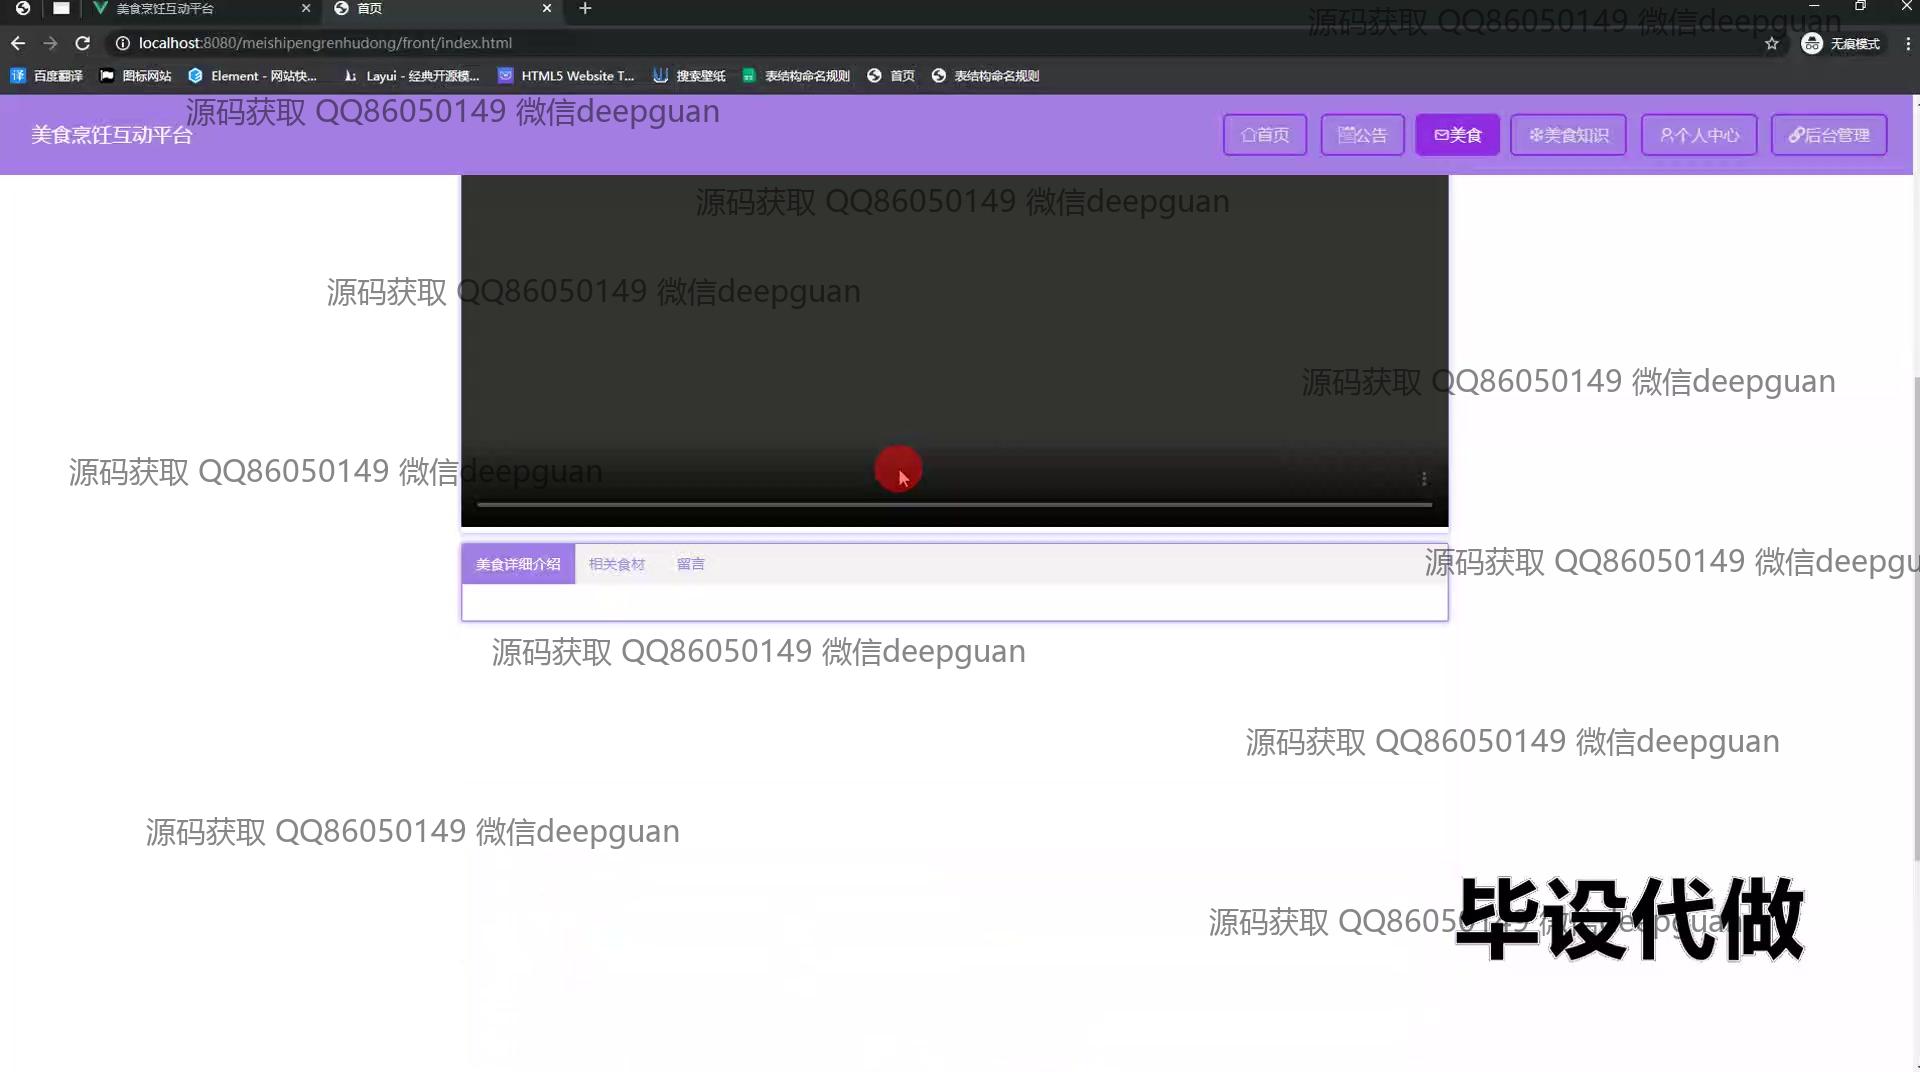 美食烹饪互动平台
首页
源码获取 QQ86050149 微信deepguan
localhost:8080/meishipengrenhudong/front/index.html
无痕模式
百度翻译
图标网站
Element - 网站快...
Layui - 经典开源模...
HTML5 Website T...
搜索壁纸
表结构命名规则
首页
表结构命名规则
源码获取 QQ86050149 微信deepguan
美食烹饪互动平台
首页
公告
美食
美食知识
个人中心
后台管理
源码获取 QQ86050149 微信deepguan
源码获取 QQ86050149 微信deepguan
源码获取 QQ86050149 微信deepguan
源码获取 QQ86050149 微信deepguan
美食详细介绍
相关食材
留言
源码获取 QQ86050149 微信deepgu
源码获取 QQ86050149 微信deepguan
源码获取 QQ86050149 微信deepguan
源码获取 QQ86050149 微信deepguan
源码获取 QQ86050149 微信deepguan
毕设代做